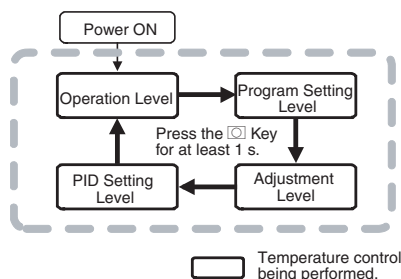 Power ON
Operation Level
Program Setting
Level
Press the Key
for at least 1 s.
PID Setting
Level
Adjustment
Level
Temperature control
being performed.